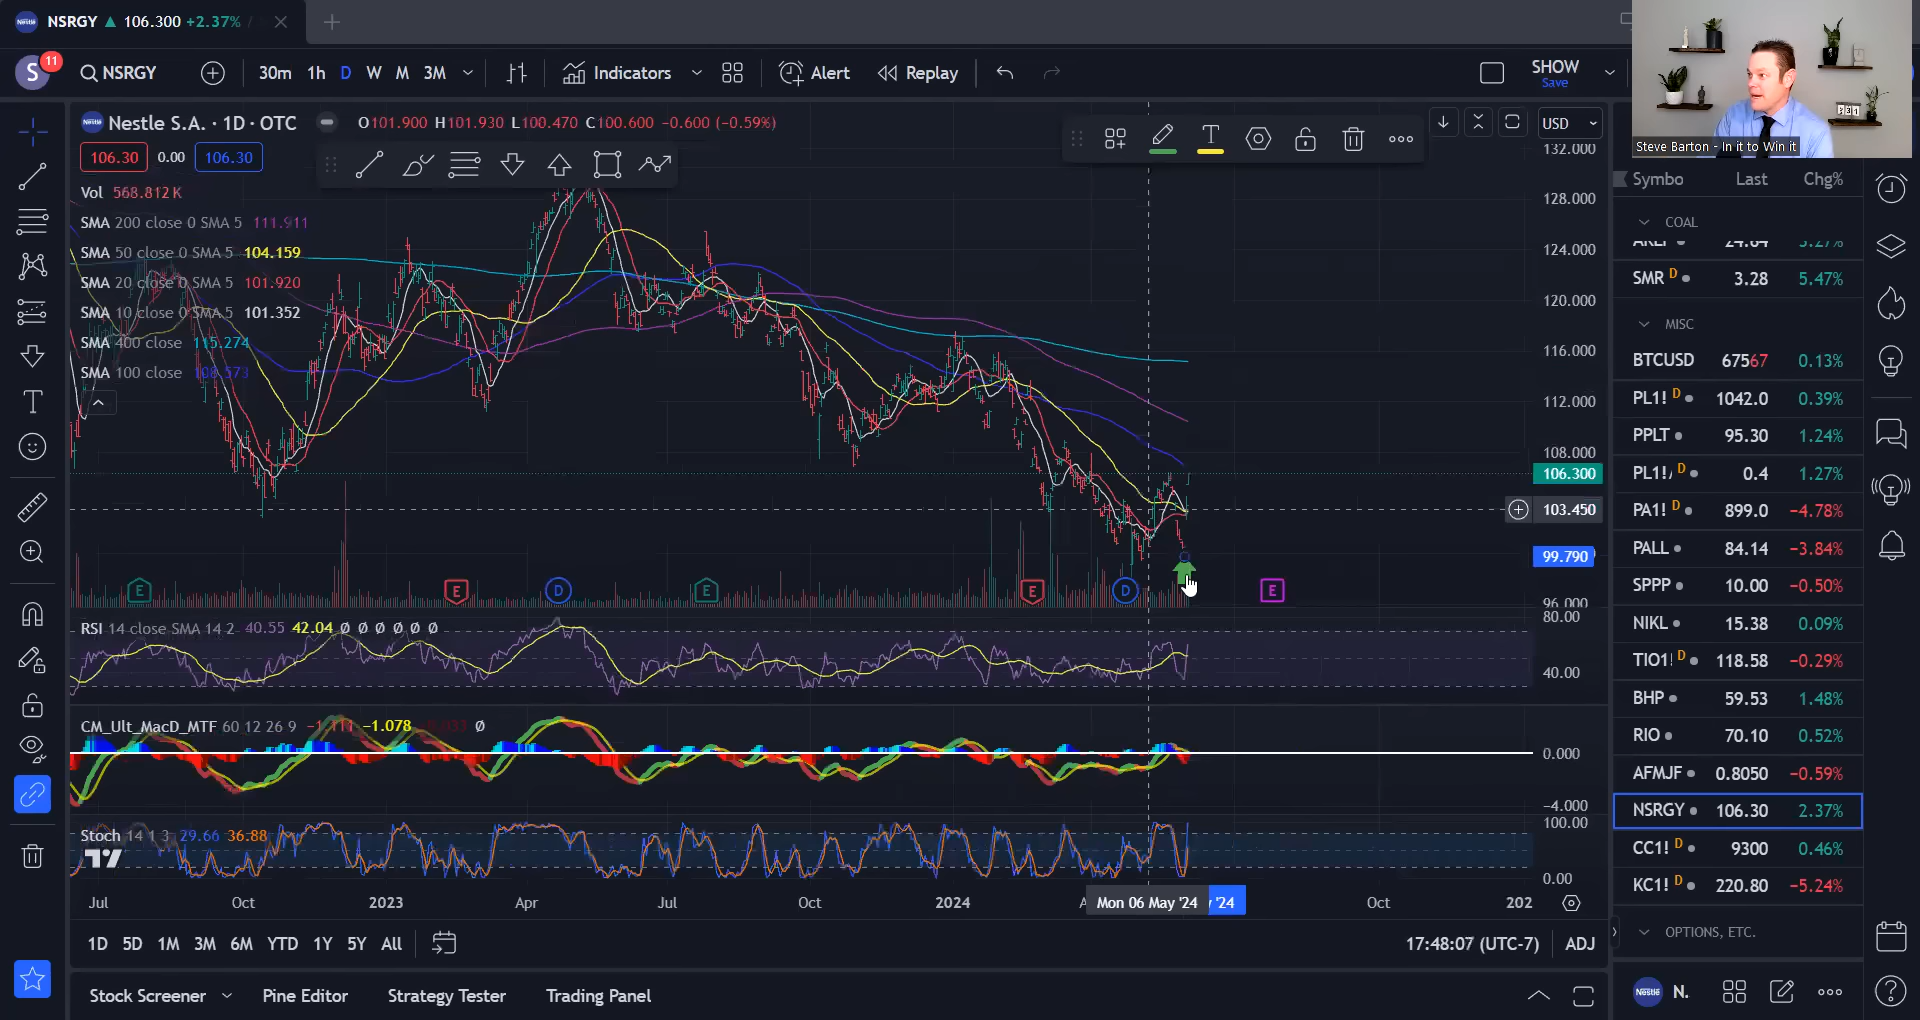 NSRGY ▲ 106.300 +2.37%
S 11 NSRGY 30m 1h D W M 3M Indicators Alert Replay SHOW
Save
Nestle S.A. · 1D · OTC O101.900 H101.930 L100.470 C100.600 −0.600 (−0.59%) USD
106.30 0.00 106.30
Vol 568.812K
SMA 200 close 0 SMA 5 111.911
SMA 50 close 0 SMA 5 104.159
SMA 20 close 0 SMA 5 101.920
SMA 10 close 0 SMA 5 101.352
SMA 400 close 115.274
SMA 100 close 108.573
132.000
128.000
124.000
120.000
116.000
112.000
108.000
106.300
103.450
99.790
96.000
E E D E E D E
RSI 14 close SMA 14 2 40.55 42.04 Ø Ø Ø Ø Ø Ø
80.00
40.00
CM_Ult_MacD_MTF 60 12 26 9 −1.078 Ø
0.000
−4.000
Stoch 14 1 3 29.66 36.88
100.00
0.00
Jul Oct 2023 Apr Jul Oct 2024 Mon 06 May '24 '24 Oct 202
1D 5D 1M 3M 6M YTD 1Y 5Y All 17:48:07 (UTC-7) ADJ
Stock Screener Pine Editor Strategy Tester Trading Panel
Steve Barton - In it to Win it
Symbo Last Chg%
COAL
SMR D 3.28 5.47%
MISC
BTCUSD 67567 0.13%
PL1! D 1042.0 0.39%
PPLT 95.30 1.24%
PL1!/ D 0.4 1.27%
PA1! D 899.0 −4.78%
PALL 84.14 −3.84%
SPPP 10.00 −0.50%
NIKL 15.38 0.09%
TIO1! D 118.58 −0.29%
BHP 59.53 1.48%
RIO 70.10 0.52%
AFMJF 0.8050 −0.59%
NSRGY 106.30 2.37%
CC1! D 9300 0.46%
KC1! D 220.80 −5.24%
OPTIONS, ETC.
Nestle N.